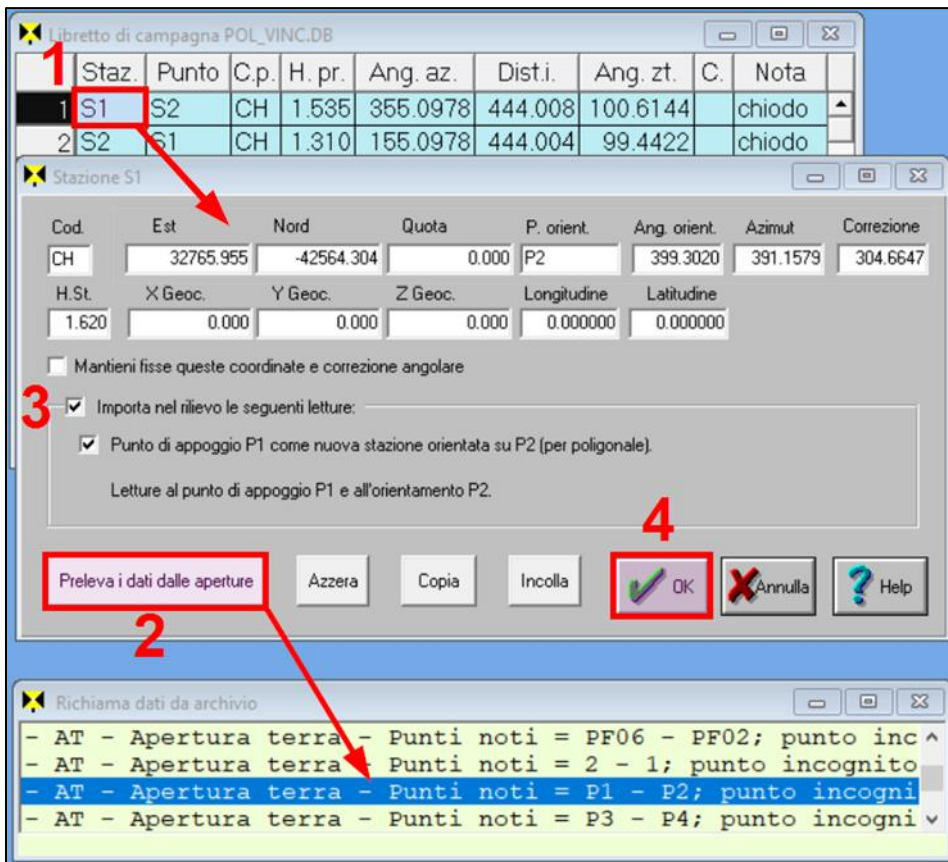 Libretto di campagna POL_VINC.DB
1
Staz. Punto C.p. H. pr. Ang. az. Dist.i. Ang. zt. C. Nota
1 S1 S2 CH 1.535 355.0978 444.008 100.6144 chiodo
2 S2 S1 CH 1.310 155.0978 444.004 99.4422 chiodo
Stazione S1
Cod. Est Nord Quota P. orient. Ang. orient. Azimut Correzione
CH 32765.955 -42564.304 0.000 P2 399.3020 391.1579 304.6647
H.St. X Geoc. Y Geoc. Z Geoc. Longitudine Latitudine
1.620 0.000 0.000 0.000 0.000000 0.000000
Mantieni fisse queste coordinate e correzione angolare
3 Importa nel rilievo le seguenti letture:
Punto di appoggio P1 come nuova stazione orientata su P2 (per poligonale).
Letture al punto di appoggio P1 e all'orientamento P2.
4
Preleva i dati dalle aperture Azzera Copia Incolla OK Annulla Help
2
Richiama dati da archivio
- AT - Apertura terra - Punti noti = PF06 - PF02; punto inc
- AT - Apertura terra - Punti noti = 2 - 1; punto incognito
- AT - Apertura terra - Punti noti = P1 - P2; punto incogni
- AT - Apertura terra - Punti noti = P3 - P4; punto incogni